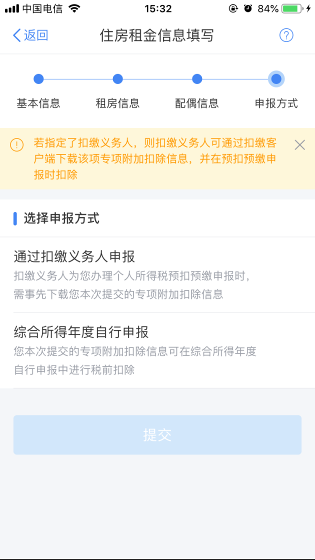 中国电信
15:32
84%
返回
住房租金信息填写
基本信息
租房信息
配偶信息
申报方式
若指定了扣缴义务人，则扣缴义务人可通过扣缴客
户端下载该项专项附加扣除信息，并在预扣预缴申
报时扣除
选择申报方式
通过扣缴义务人申报
扣缴义务人为您办理个人所得税预扣预缴申报时，
需事先下载您本次提交的专项附加扣除信息
综合所得年度自行申报
您本次提交的专项附加扣除信息可在综合所得年度
自行申报中进行税前扣除
提交